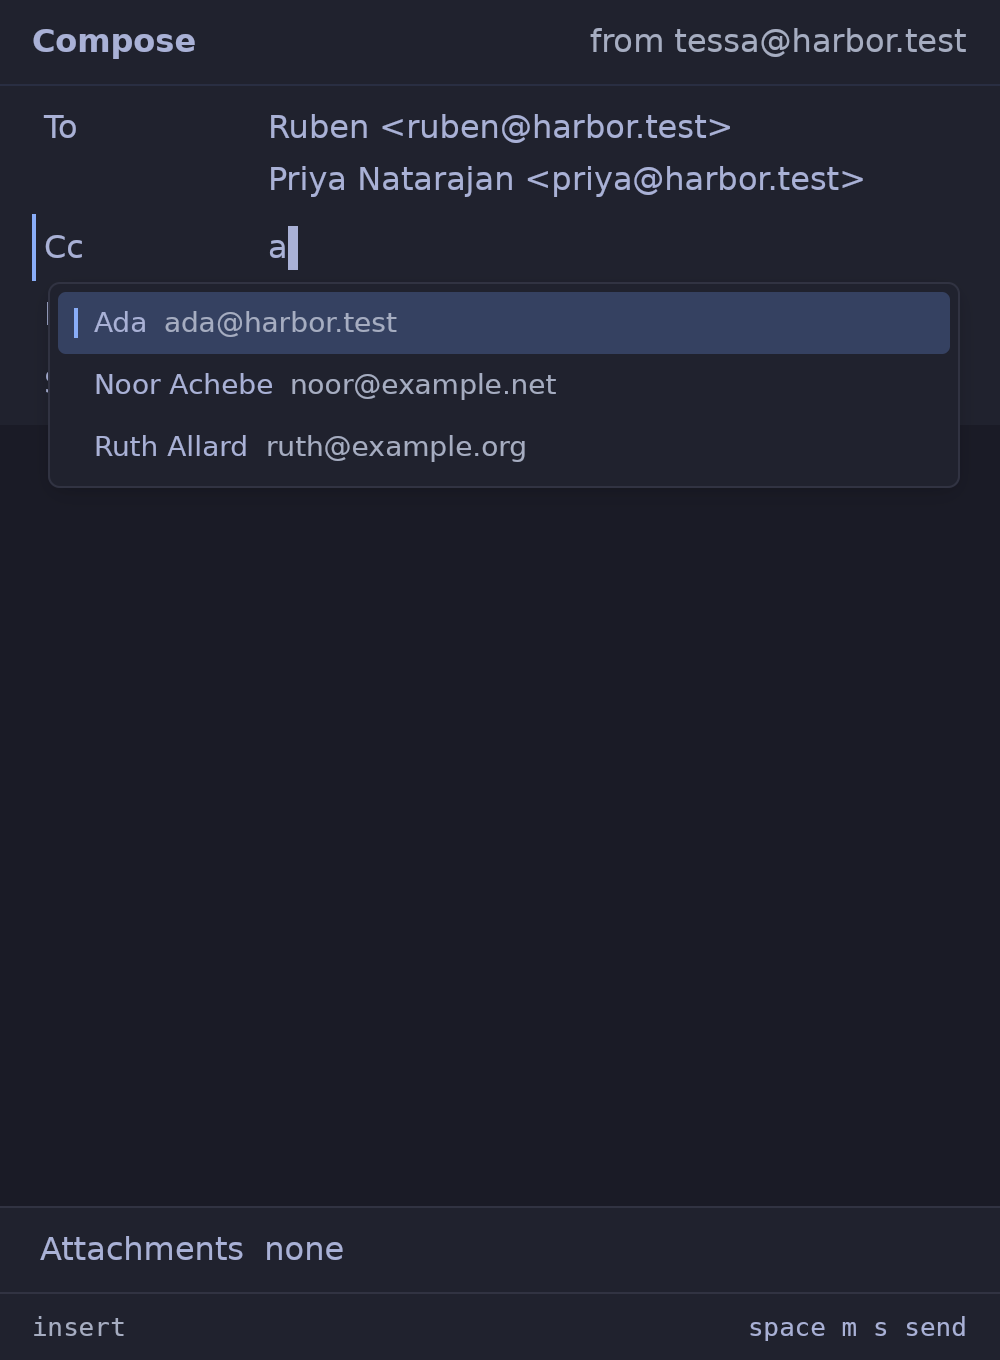 Compose from tessa@harbor.test
To Ruben <ruben@harbor.test>
Priya Natarajan <priya@harbor.test>
Cc a
Ada ada@harbor.test
Noor Achebe noor@example.net
Ruth Allard ruth@example.org
Attachments none
insert space m s send